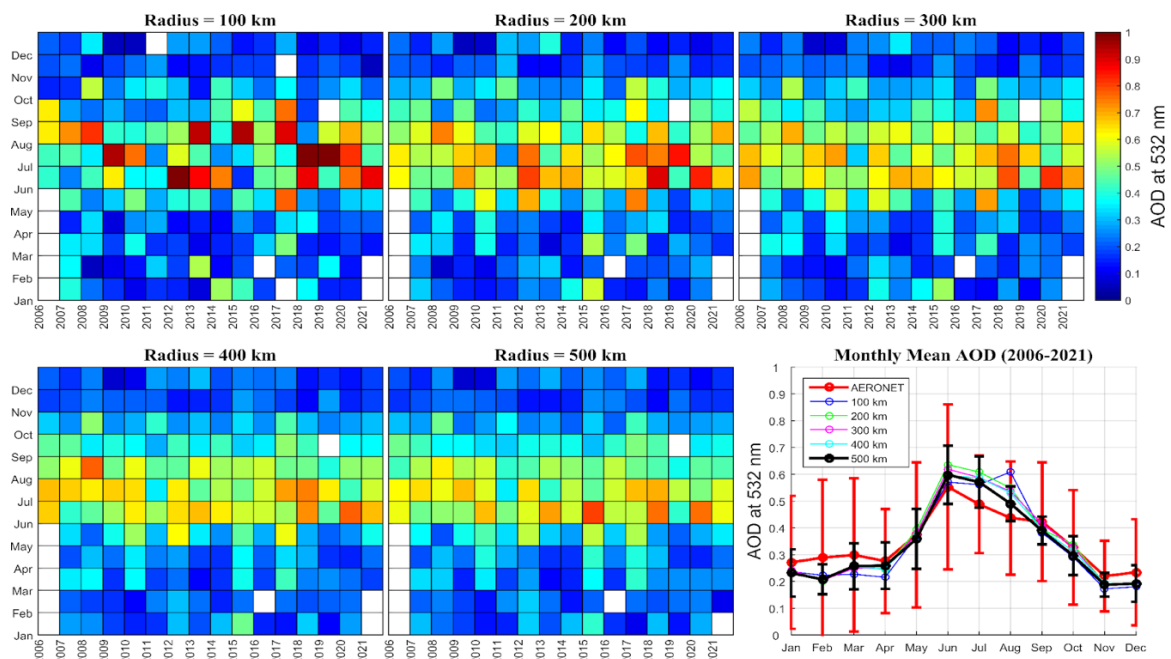 Radius = 100 km
Radius = 200 km
Radius = 300 km
Dec
Nov
Oct
Sep
Aug
Jul
Jun
May
Apr
Mar
Feb
Jan
2006 2007 2008 2009 2010 2011 2012 2013 2014 2015 2016 2017 2018 2019 2020 2021
2006 2007 2008 2009 2010 2011 2012 2013 2014 2015 2016 2017 2018 2019 2020 2021
2006 2007 2008 2009 2010 2011 2012 2013 2014 2015 2016 2017 2018 2019 2020 2021
1
0.9
0.8
0.7
0.6
0.5
0.4
0.3
0.2
0.1
0
AOD at 532 nm
Radius = 400 km
Radius = 500 km
Monthly Mean AOD (2006-2021)
Dec
Nov
Oct
Sep
Aug
Jul
Jun
May
Apr
Mar
Feb
Jan
AOD at 532 nm
1
0.9
0.8
0.7
0.6
0.5
0.4
0.3
0.2
0.1
0
AERONET
100 km
200 km
300 km
400 km
500 km
Jan Feb Mar Apr May Jun Jul Aug Sep Oct Nov Dec